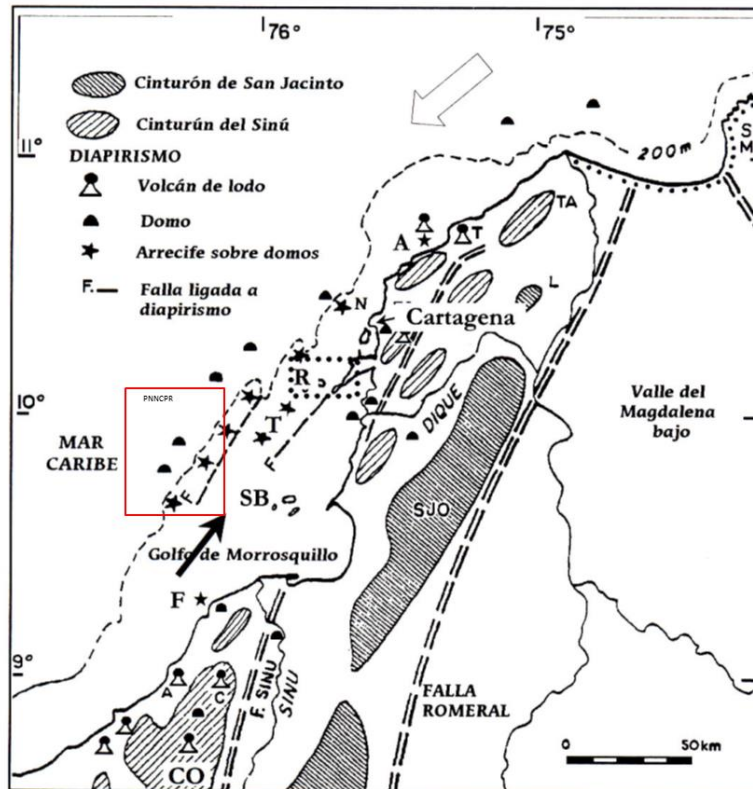 76°
75°
Cinturón de San Jacinto
Cinturún del Sinú
DIAPIRISMO
Volcán de lodo
Domo
Arrecife sobre domos
F. Falla ligada a
diapirismo
11°
200m
S
M
TA
A
T
L
N
Cartagena
R
10°
PNNCPR
MAR
CARIBE
T
F
F
DIQUE
Valle del
Magdalena
bajo
SB
SJO
Golfo de Morrosquillo
F
9°
A
C
F. SINU
SINÚ
FALLA
ROMERAL
CO
0
50km